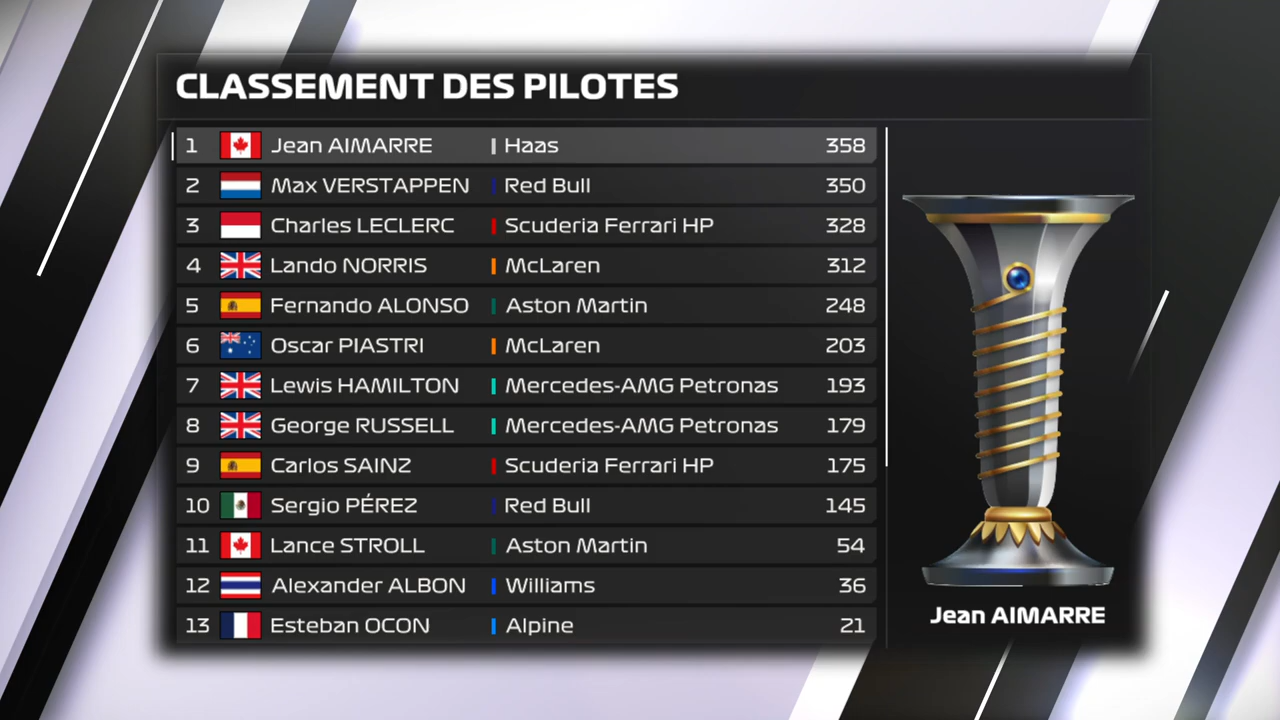 CLASSEMENT DES PILOTES
1 Jean AIMARRE Haas 358
2 Max VERSTAPPEN Red Bull 350
3 Charles LECLERC Scuderia Ferrari HP 328
4 Lando NORRIS McLaren 312
5 Fernando ALONSO Aston Martin 248
6 Oscar PIASTRI McLaren 203
7 Lewis HAMILTON Mercedes-AMG Petronas 193
8 George RUSSELL Mercedes-AMG Petronas 179
9 Carlos SAINZ Scuderia Ferrari HP 175
10 Sergio PÉREZ Red Bull 145
11 Lance STROLL Aston Martin 54
12 Alexander ALBON Williams 36
13 Esteban OCON Alpine 21
Jean AIMARRE